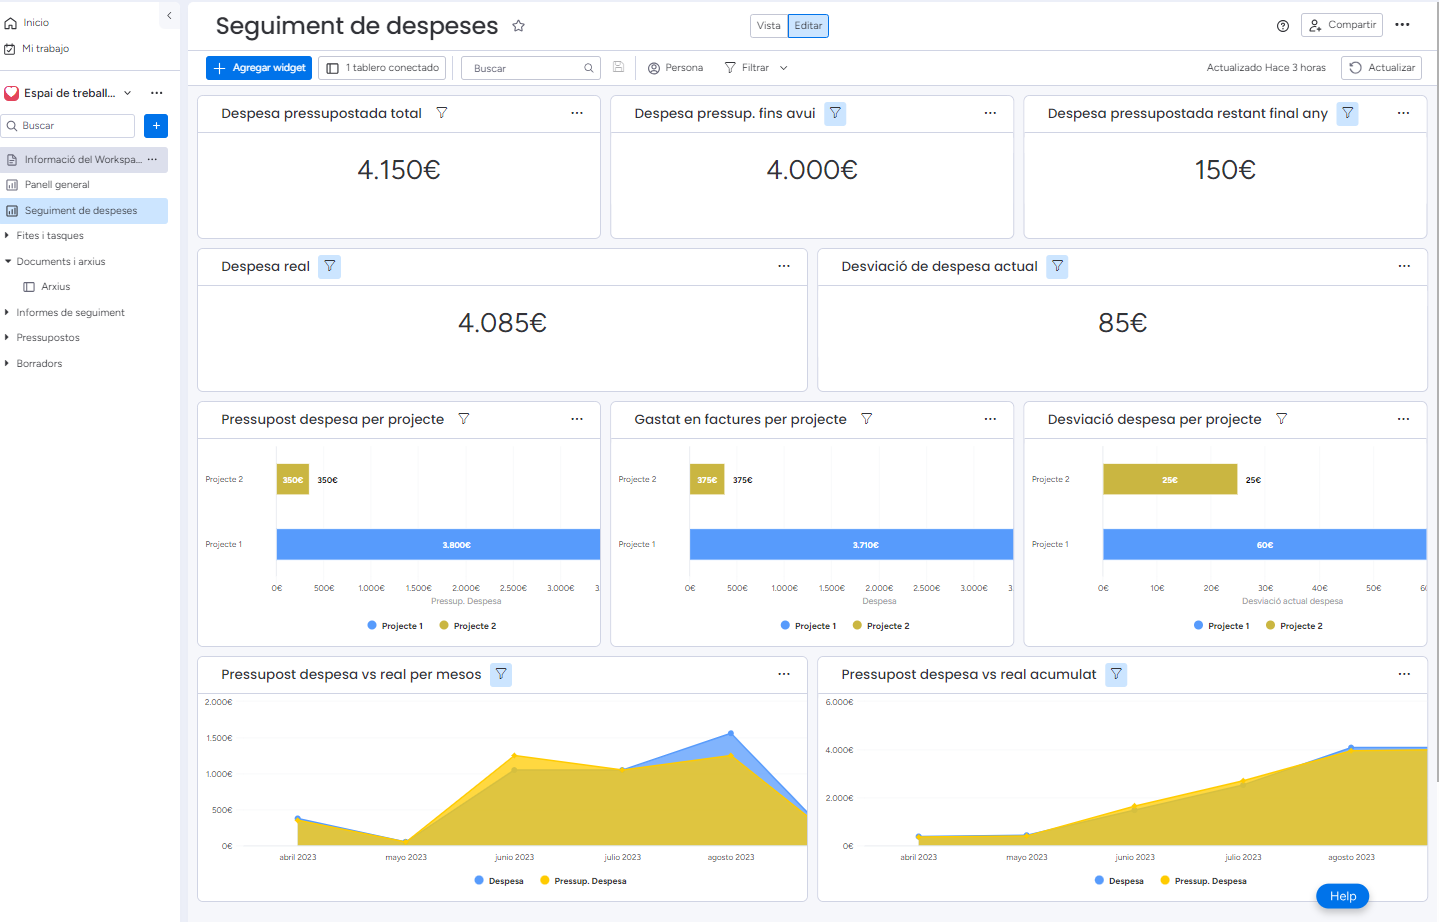 Inicio
Mi trabajo
Espai de treball...
Buscar
Informació del Workspa...
Panell general
Seguiment de despeses
Fites i tasques
Documents i arxius
Arxius
Informes de seguiment
Pressupostos
Borradors
Seguiment de despeses
Vista
Editar
Compartir
Agregar widget
1 tablero conectado
Buscar
Persona
Filtrar
Actualizado Hace 3 horas
Actualizar
Despesa pressupostada total
4.150€
Despesa pressup. fins avui
4.000€
Despesa pressupostada restant final any
150€
Despesa real
4.085€
Desviació de despesa actual
85€
Pressupost despesa per projecte
Projecte 2
350€ 350€
Projecte 1
3.800€
0€ 500€ 1.000€ 1.500€ 2.000€ 2.500€ 3.000€ 3.
Pressup. Despesa
Projecte 1 Projecte 2
Gastat en factures per projecte
Projecte 2
375€ 375€
Projecte 1
3.710€
0€ 500€ 1.000€ 1.500€ 2.000€ 2.500€ 3.000€ 3.
Despesa
Projecte 1 Projecte 2
Desviació despesa per projecte
Projecte 2
25€ 25€
Projecte 1
60€
0€ 10€ 20€ 30€ 40€ 50€ 60
Desviació actual despesa
Projecte 1 Projecte 2
Pressupost despesa vs real per mesos
2.000€
1.500€
1.000€
500€
0€
abril 2023 mayo 2023 junio 2023 julio 2023 agosto 2023
Despesa Pressup. Despesa
Pressupost despesa vs real acumulat
6.000€
4.000€
2.000€
0€
abril 2023 mayo 2023 junio 2023 julio 2023 agosto 2023
Despesa Pressup. Despesa
Help